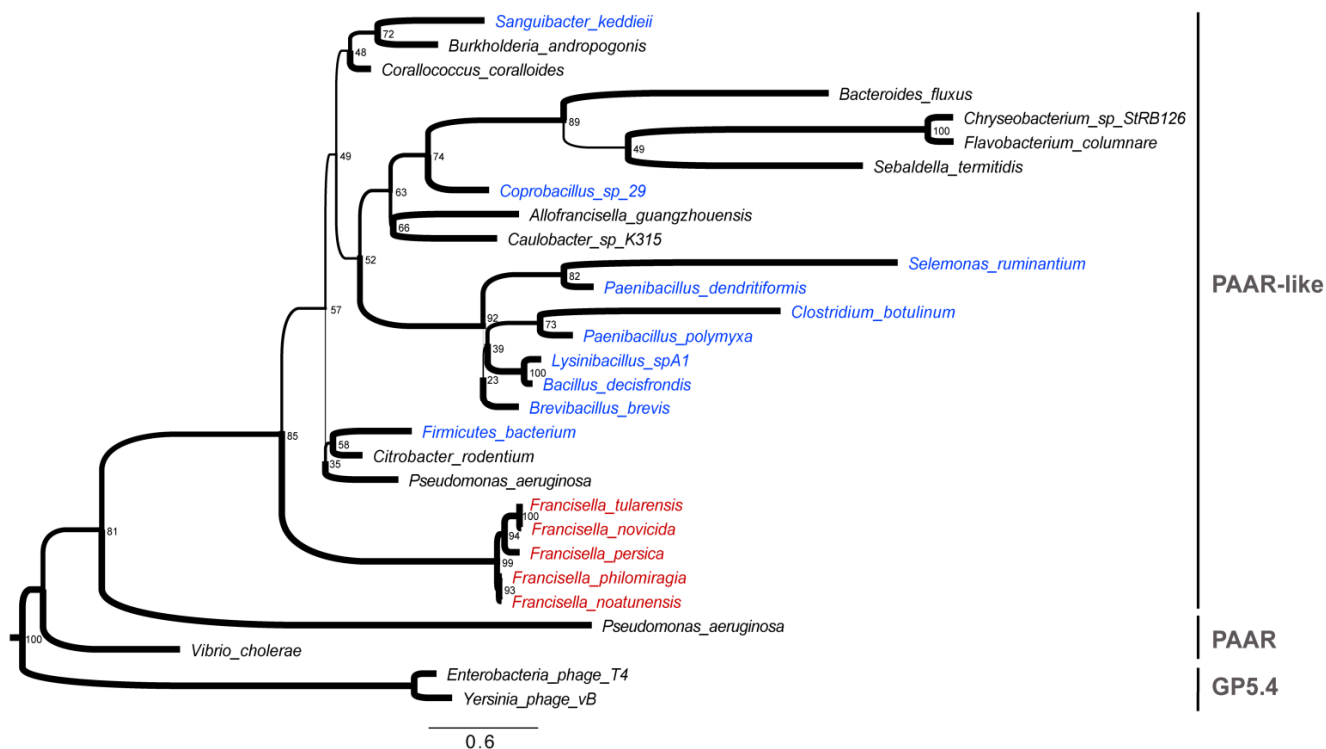 Sanguibacter_keddieii
72
Burkholderia_andropogonis
48
Corallococcus_coralloides
Bacteroides_fluxus
89
Chryseobacterium_sp_StRB126
100
Flavobacterium_columnare
49
74
49
Sebaldella_termitidis
63
Coprobacillus_sp_29
Allofrancisella_guangzhouensis
66
Caulobacter_sp_K315
52
Selemonas_ruminantium
82
Paenibacillus_dendritiformis
PAAR-like
57
Clostridium_botulinum
92
73
Paenibacillus_polymyxa
39
Lysinibacillus_spA1
100
23
Bacillus_decisfrondis
Brevibacillus_brevis
85
Firmicutes_bacterium
58
Citrobacter_rodentium
35
Pseudomonas_aeruginosa
Francisella_tularensis
100
81
Francisella_novicida
94
Francisella_persica
99
Francisella_philomiragia
93
Francisella_noatunensis
Pseudomonas_aeruginosa
PAAR
100
Vibrio_cholerae
Enterobacteria_phage_T4
GP5.4
Yersinia_phage_vB
0.6